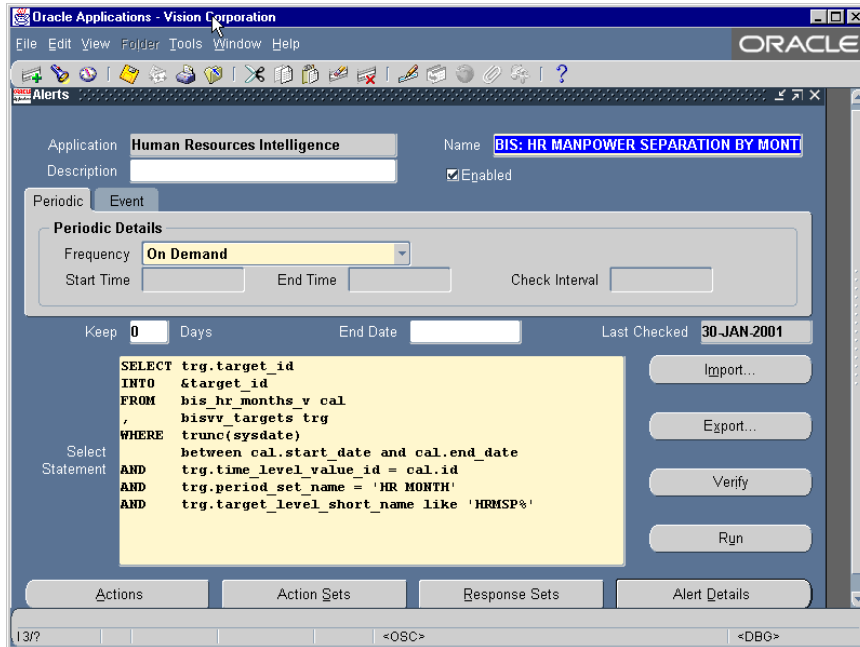 Oracle Applications - Vision Corporation
File Edit View Folder Tools Window Help
ORACLE
Alerts
Application Human Resources Intelligence Name BIS: HR MANPOWER SEPARATION BY MONT
Description Enabled
Periodic Event
Periodic Details
Frequency On Demand
Start Time End Time Check Interval
Keep 0 Days End Date Last Checked 30-JAN-2001
SELECT trg.target_id
INTO &target_id
FROM bis_hr_months_v cal
, bisvv_targets trg
WHERE trunc(sysdate)
between cal.start_date and cal.end_date
AND trg.time_level_value_id = cal.id
AND trg.period_set_name = 'HR MONTH'
AND trg.target_level_short_name like 'HRMSP%'
Select
Statement
Import...
Export...
Verify
Run
Actions Action Sets Response Sets Alert Details
13/? <OSC> <DBG>